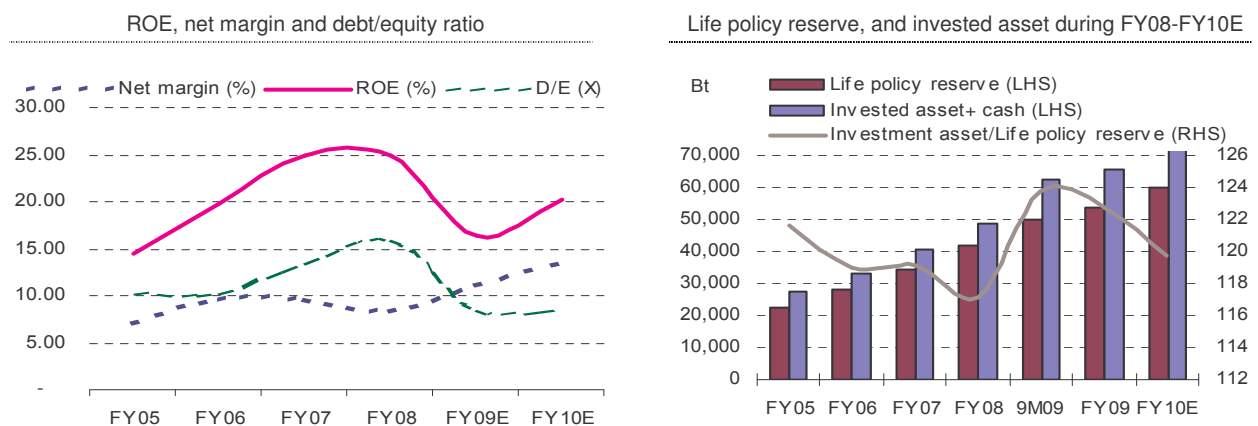 ROE, net margin and debt/equity ratio
Net margin (%) ROE (%) D/E (X)
30.00
25.00
20.00
15.00
10.00
5.00
-
FY05 FY06 FY07 FY08 FY09E FY10E
Life policy reserve, and invested asset during FY08-FY10E
Bt
Life policy reserve (LHS)
Invested asset+ cash (LHS)
Investment asset/Life policy reserve (RHS)
70,000 126
60,000 124
50,000 122
40,000 120
30,000 118
20,000 116
10,000 114
0 112
FY05 FY06 FY07 FY08 9M09 FY09 FY10E